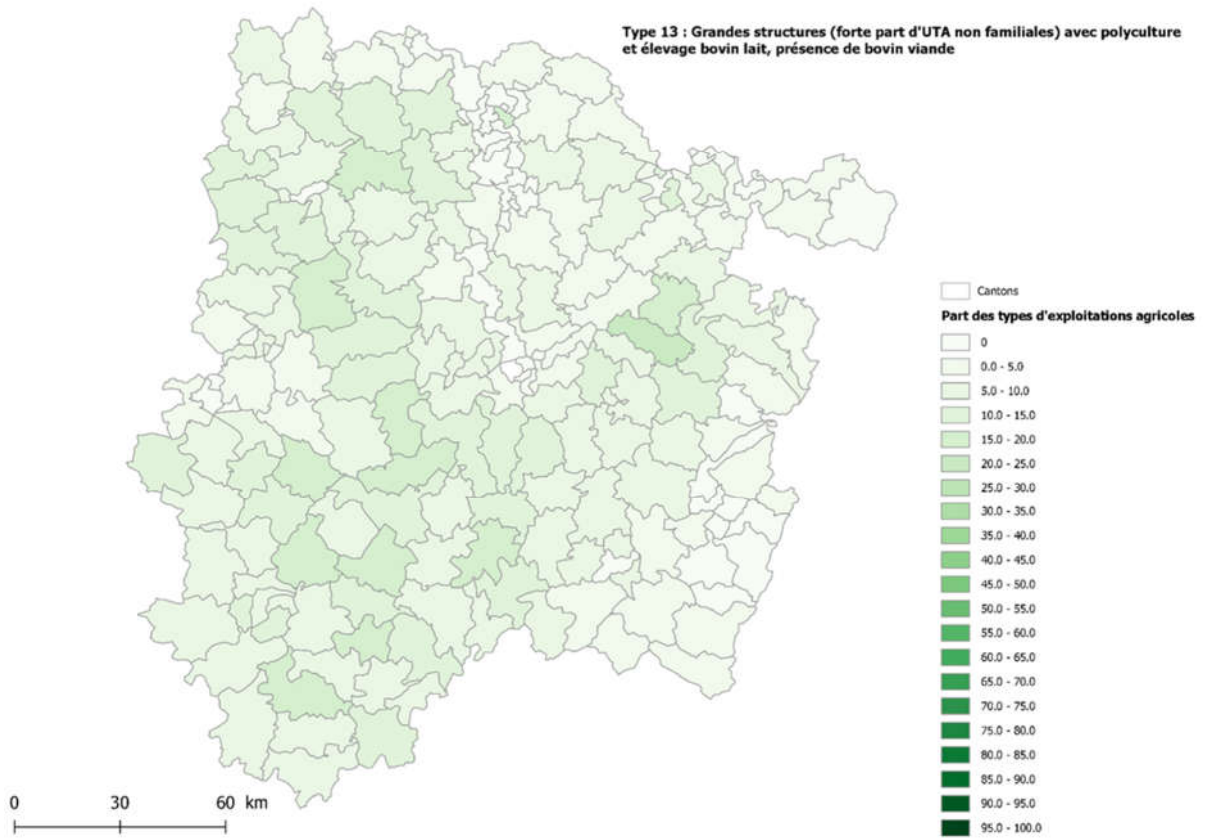 Type 13 : Grandes structures (forte part d'UTA non familiales) avec polyculture
et élevage bovin lait, présence de bovin viande
Cantons
Part des types d'exploitations agricoles
0
0.0 - 5.0
5.0 - 10.0
10.0 - 15.0
15.0 - 20.0
20.0 - 25.0
25.0 - 30.0
30.0 - 35.0
35.0 - 40.0
40.0 - 45.0
45.0 - 50.0
50.0 - 55.0
55.0 - 60.0
60.0 - 65.0
65.0 - 70.0
70.0 - 75.0
75.0 - 80.0
80.0 - 85.0
85.0 - 90.0
90.0 - 95.0
95.0 - 100.0
0 30 60 km